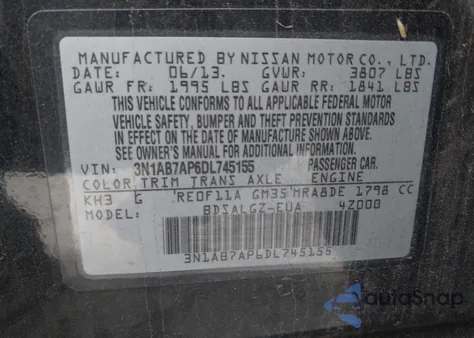 MANUFACTURED BY NISSAN MOTOR CO., LTD.
DATE: 06/13. GVWR: 3807 LBS
GAWR FR: 1995 LBS GAWR RR: 1841 LBS
THIS VEHICLE CONFORMS TO ALL APPLICABLE FEDERAL MOTOR
VEHICLE SAFETY, BUMPER AND THEFT PREVENTION STANDARDS
IN EFFECT ON THE DATE OF MANUFACTURE SHOWN ABOVE.
SEE OWNER'S MANUAL FOR ADDITIONAL INFORMATION.
VIN: 3N1AB7AP6DL745155 PASSENGER CAR.
COLOR TRIM TRANS AXLE ENGINE
KH3 G RE0F11A GM35 MRA8DE 1798 CC
MODEL: BDSALGZ-EUA 4Z000
3N1AB7AP6DL745155
AutoSnap